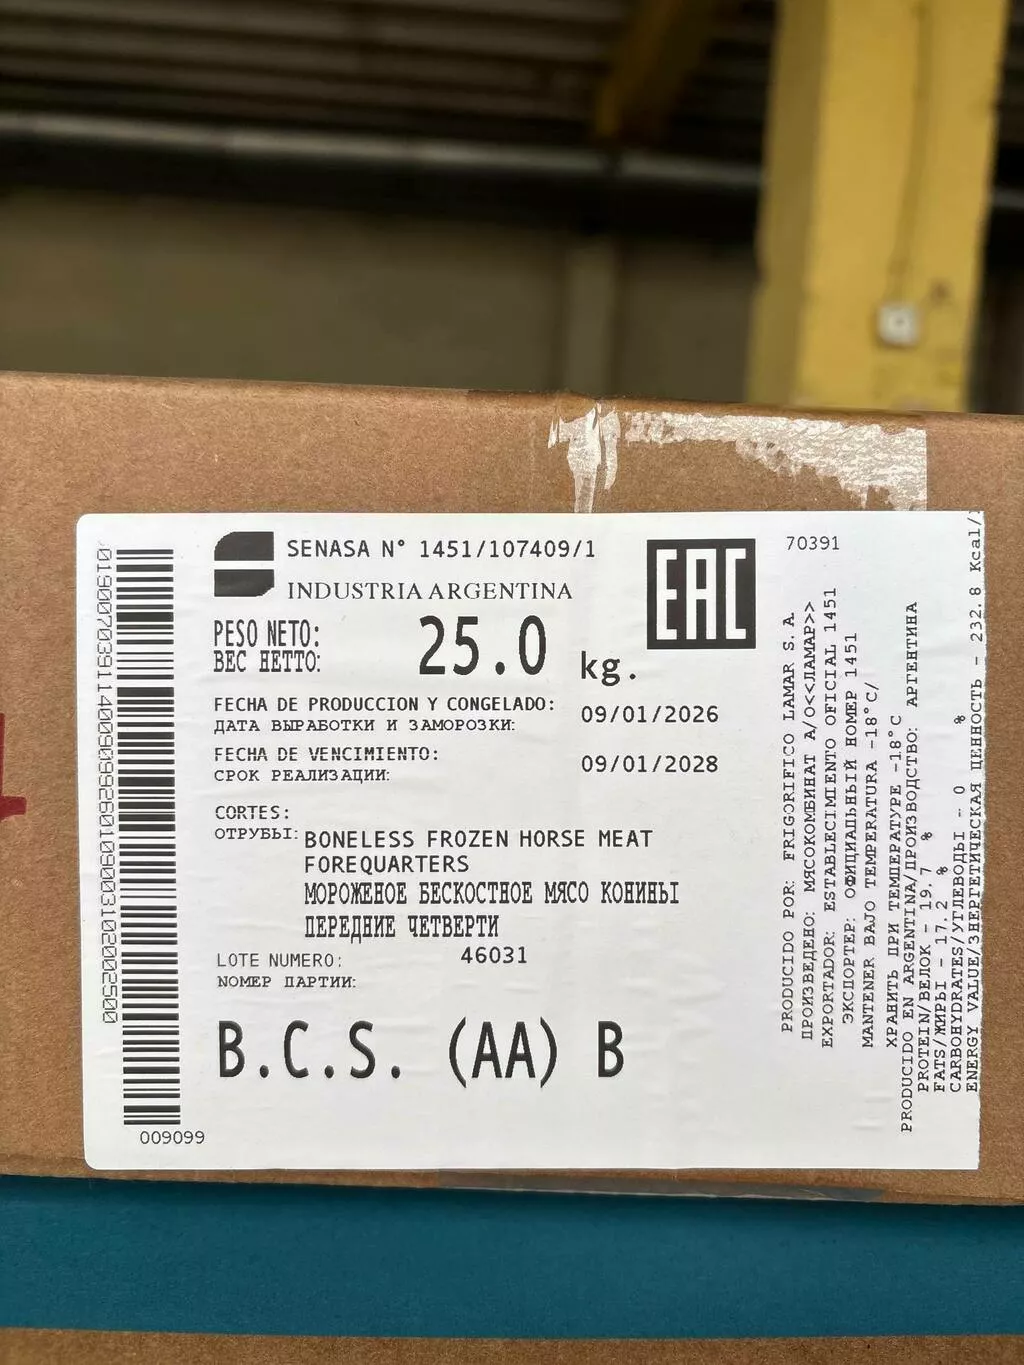 SENASA N° 1451/107409/1
INDUSTRIA ARGENTINA
EAC
PESO NETO:
ВЕС НЕТТО:
25.0 kg.
FECHA DE PRODUCCION Y CONGELADO:
ДАТА ВЫРАБОТКИ И ЗАМОРОЗКИ:
09/01/2026
FECHA DE VENCIMIENTO:
СРОК РЕАЛИЗАЦИИ:
09/01/2028
CORTES:
ОТРУБЫ:
BONELESS FROZEN HORSE MEAT
FOREQUARTERS
МОРОЖЕНОЕ БЕСКОСТНОЕ МЯСО КОНИНЫ
ПЕРЕДНИЕ ЧЕТВЕРТИ
LOTE NUMERO: 46031
НОМЕР ПАРТИИ:
B.C.S. (AA) B
009099
70391
PRODUCIDO POR: FRIGORIFICO LAMAR S.A.
ПРОИЗВЕДЕНО: МЯСОКОМБИНАТ А/О<<ЛАМАР>>
EXPORTADOR: ESTABLECIMIENTO OFICIAL 1451
ЭКСПОРТЕР: ОФИЦИАЛЬНЫЙ НОМЕР 1451
MANTENER BAJO TEMPERATURA -18°C/
ХРАНИТЬ ПРИ ТЕМПЕРАТУРЕ -18°C
PRODUCIDO EN ARGENTINA/ПРОИЗВОДСТВО: АРГЕНТИНА
PROTEIN/БЕЛОК - 19.7 %
FATS/ЖИРЫ - 17.2 %
CARBOHYDRATES/УГЛЕВОДЫ - 0 %
ENERGY VALUE/ЭНЕРГЕТИЧЕСКАЯ ЦЕННОСТЬ - 232.8 Kcal/